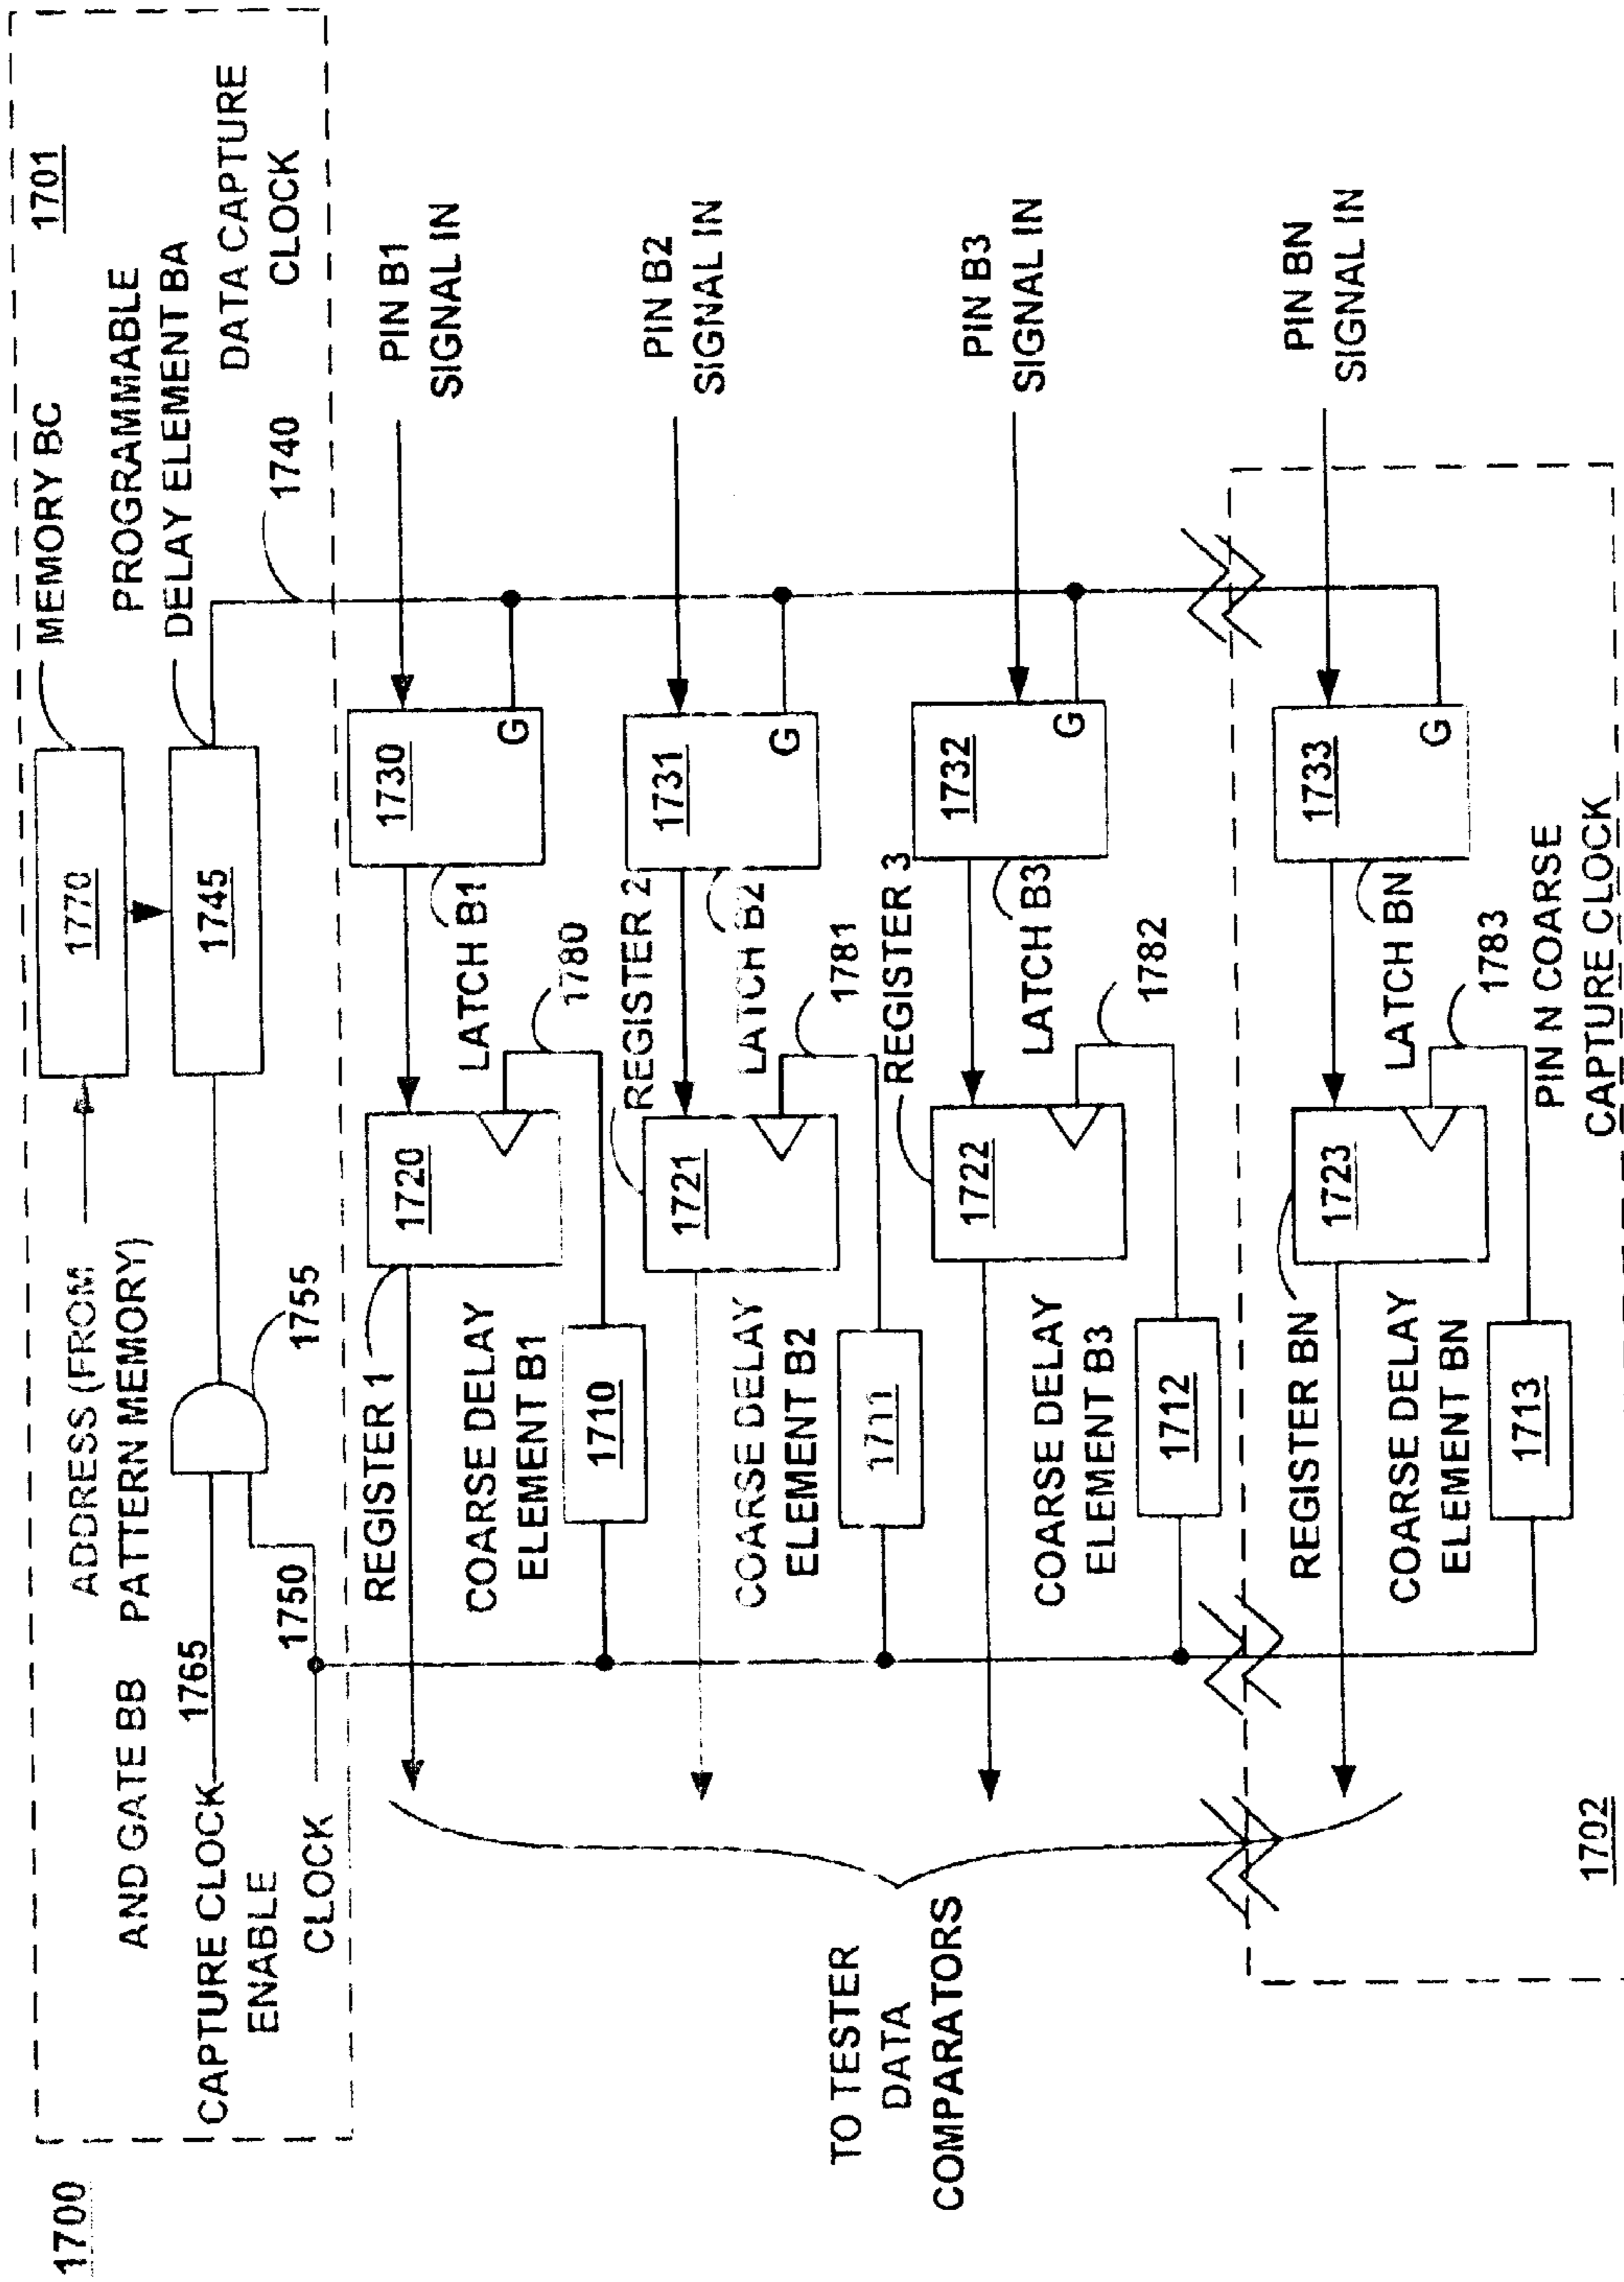 1700
1701
MEMORY BC
PROGRAMMABLE
DELAY ELEMENT BA
DATA CAPTURE
CLOCK
1740
1770
1745
ADDRESS (FROM
PATTERN MEMORY)
AND GATE BB
1755
1765
1750
CAPTURE CLOCK
ENABLE
CLOCK
PIN B1
SIGNAL IN
1730
G
LATCH B1
1780
1720
REGISTER 1
COARSE DELAY
ELEMENT B1
1710
PIN B2
SIGNAL IN
1731
G
LATCH B2
1781
REGISTER 2
1721
COARSE DELAY
ELEMENT B2
1711
PIN B3
SIGNAL IN
1732
G
LATCH B3
1782
REGISTER 3
1722
COARSE DELAY
ELEMENT B3
1712
TO TESTER
DATA
COMPARATORS
PIN BN
SIGNAL IN
1733
G
LATCH BN
1783
PIN N COARSE
CAPTURE CLOCK
1723
REGISTER BN
COARSE DELAY
ELEMENT BN
1713
1702